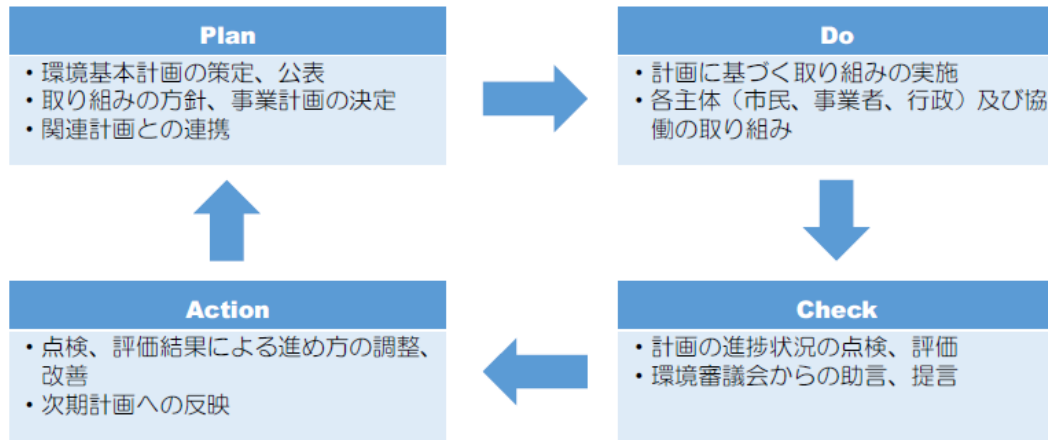 Plan
・環境基本計画の策定、公表
・取り組みの方針、事業計画の決定
・関連計画との連携
Do
・計画に基づく取り組みの実施
・各主体（市民、事業者、行政）及び協
働の取り組み
Action
・点検、評価結果による進め方の調整、
改善
・次期計画への反映
Check
・計画の進捗状況の点検、評価
・環境審議会からの助言、提言